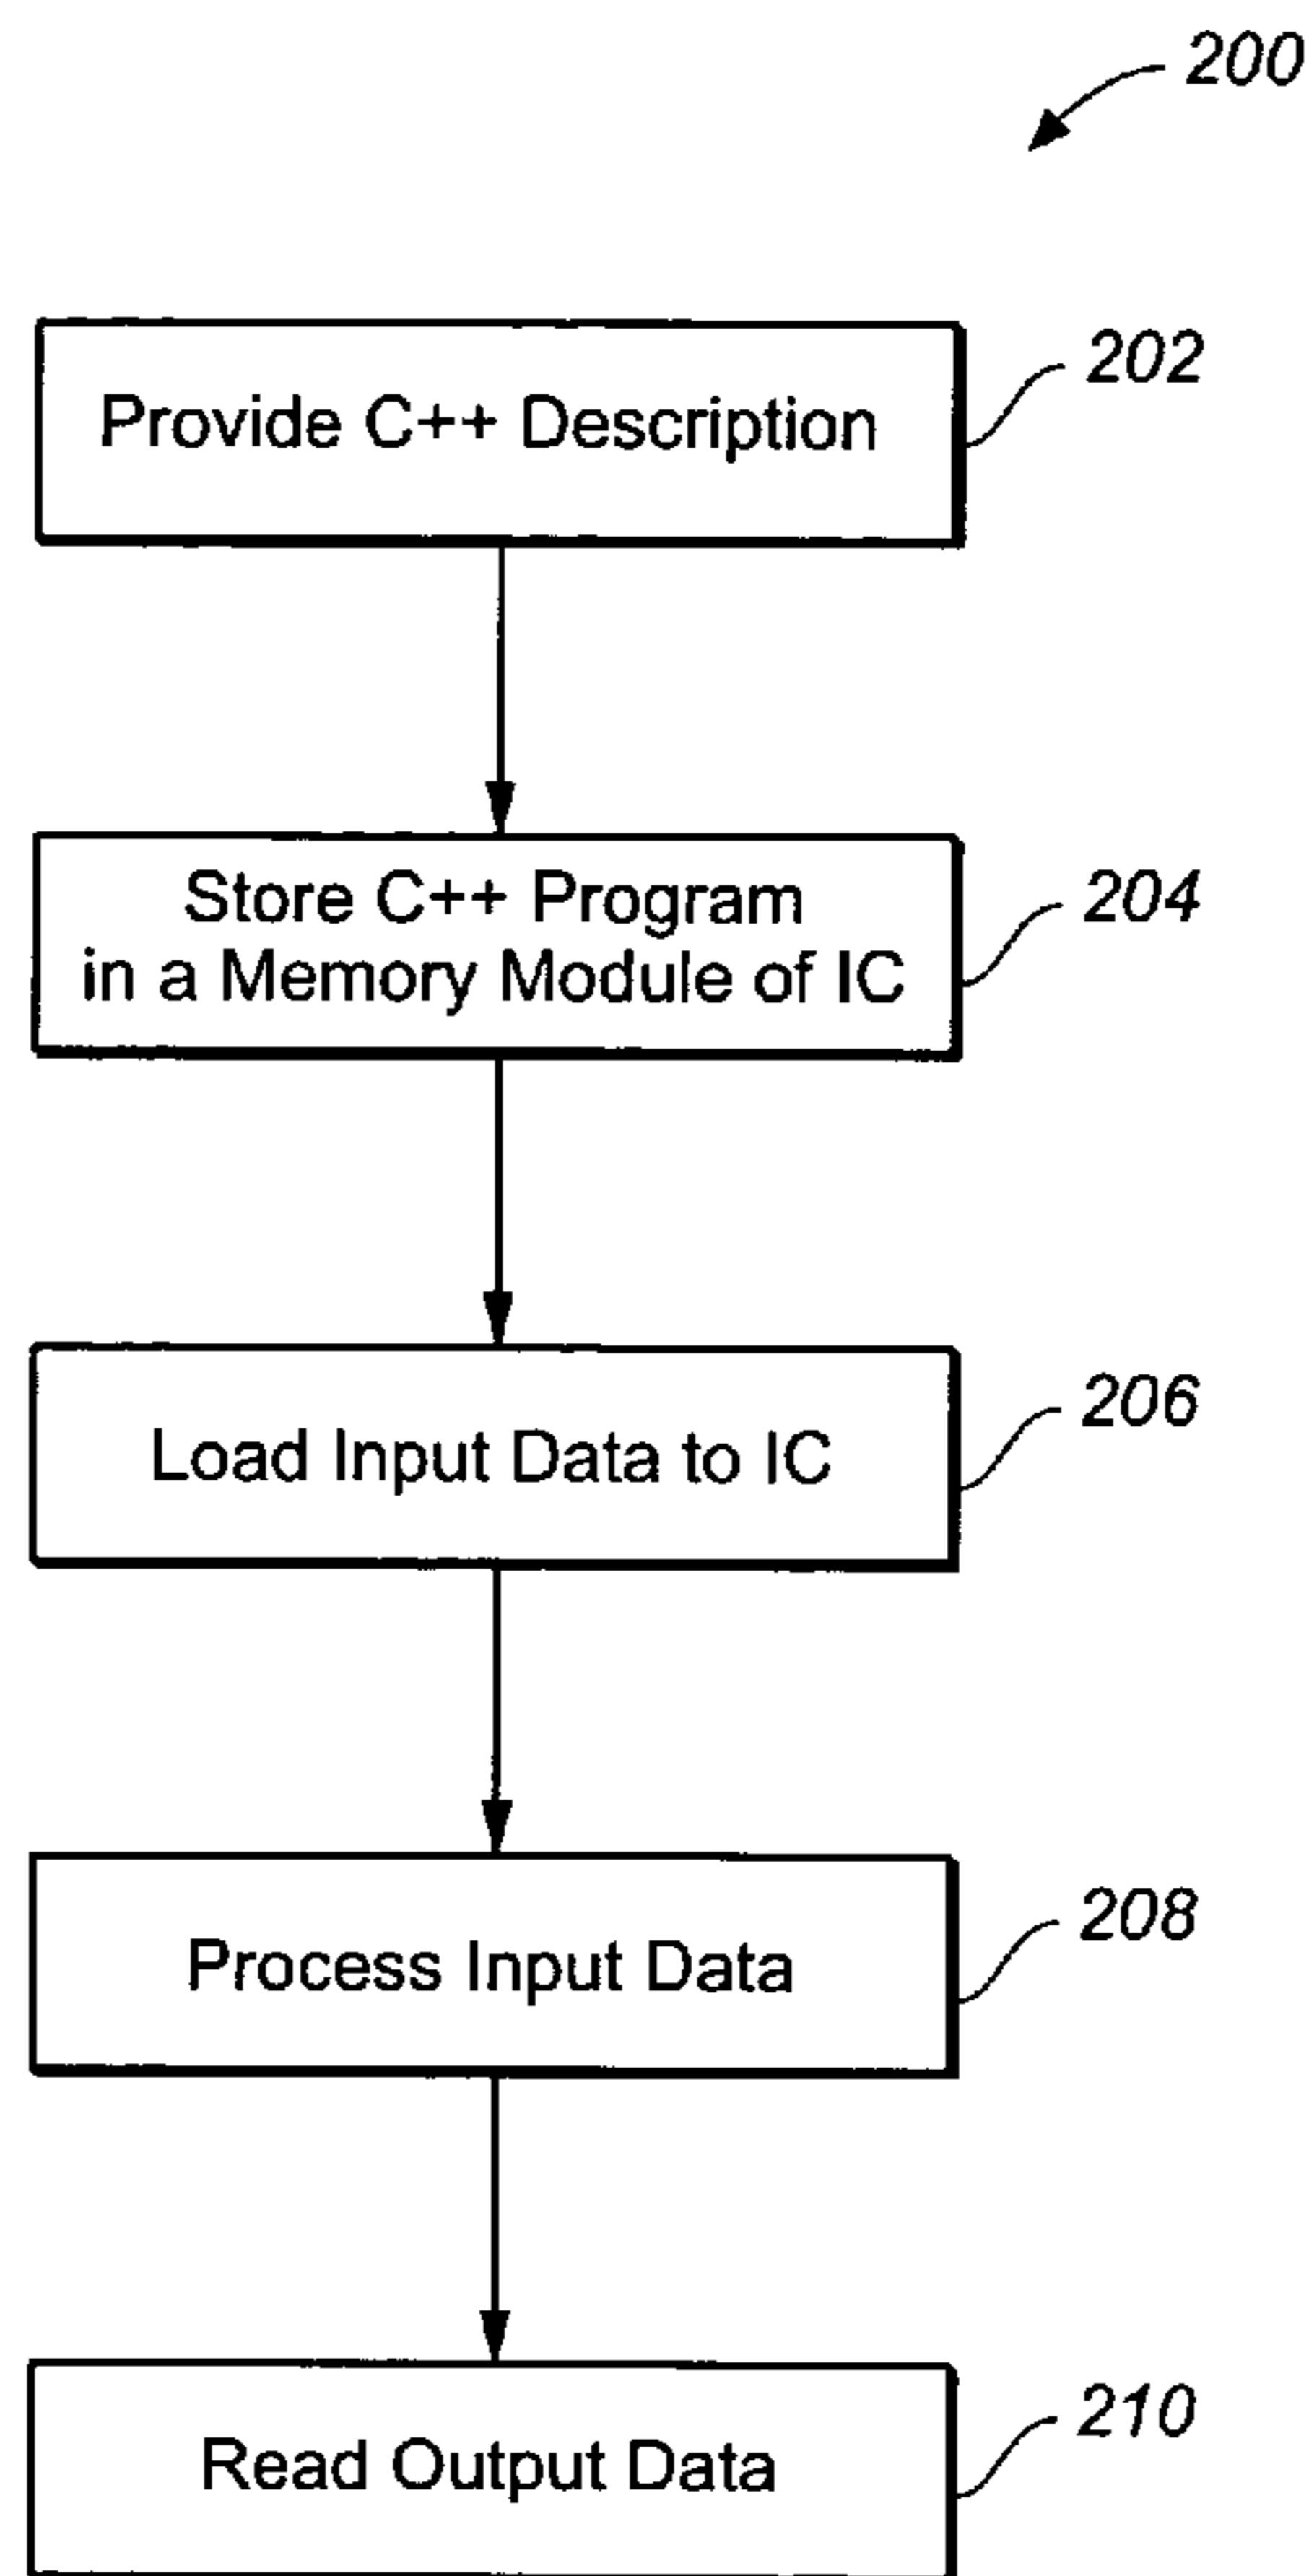 200
Provide C++ Description
202
Store C++ Program
in a Memory Module of IC
204
Load Input Data to IC
206
Process Input Data
208
Read Output Data
210